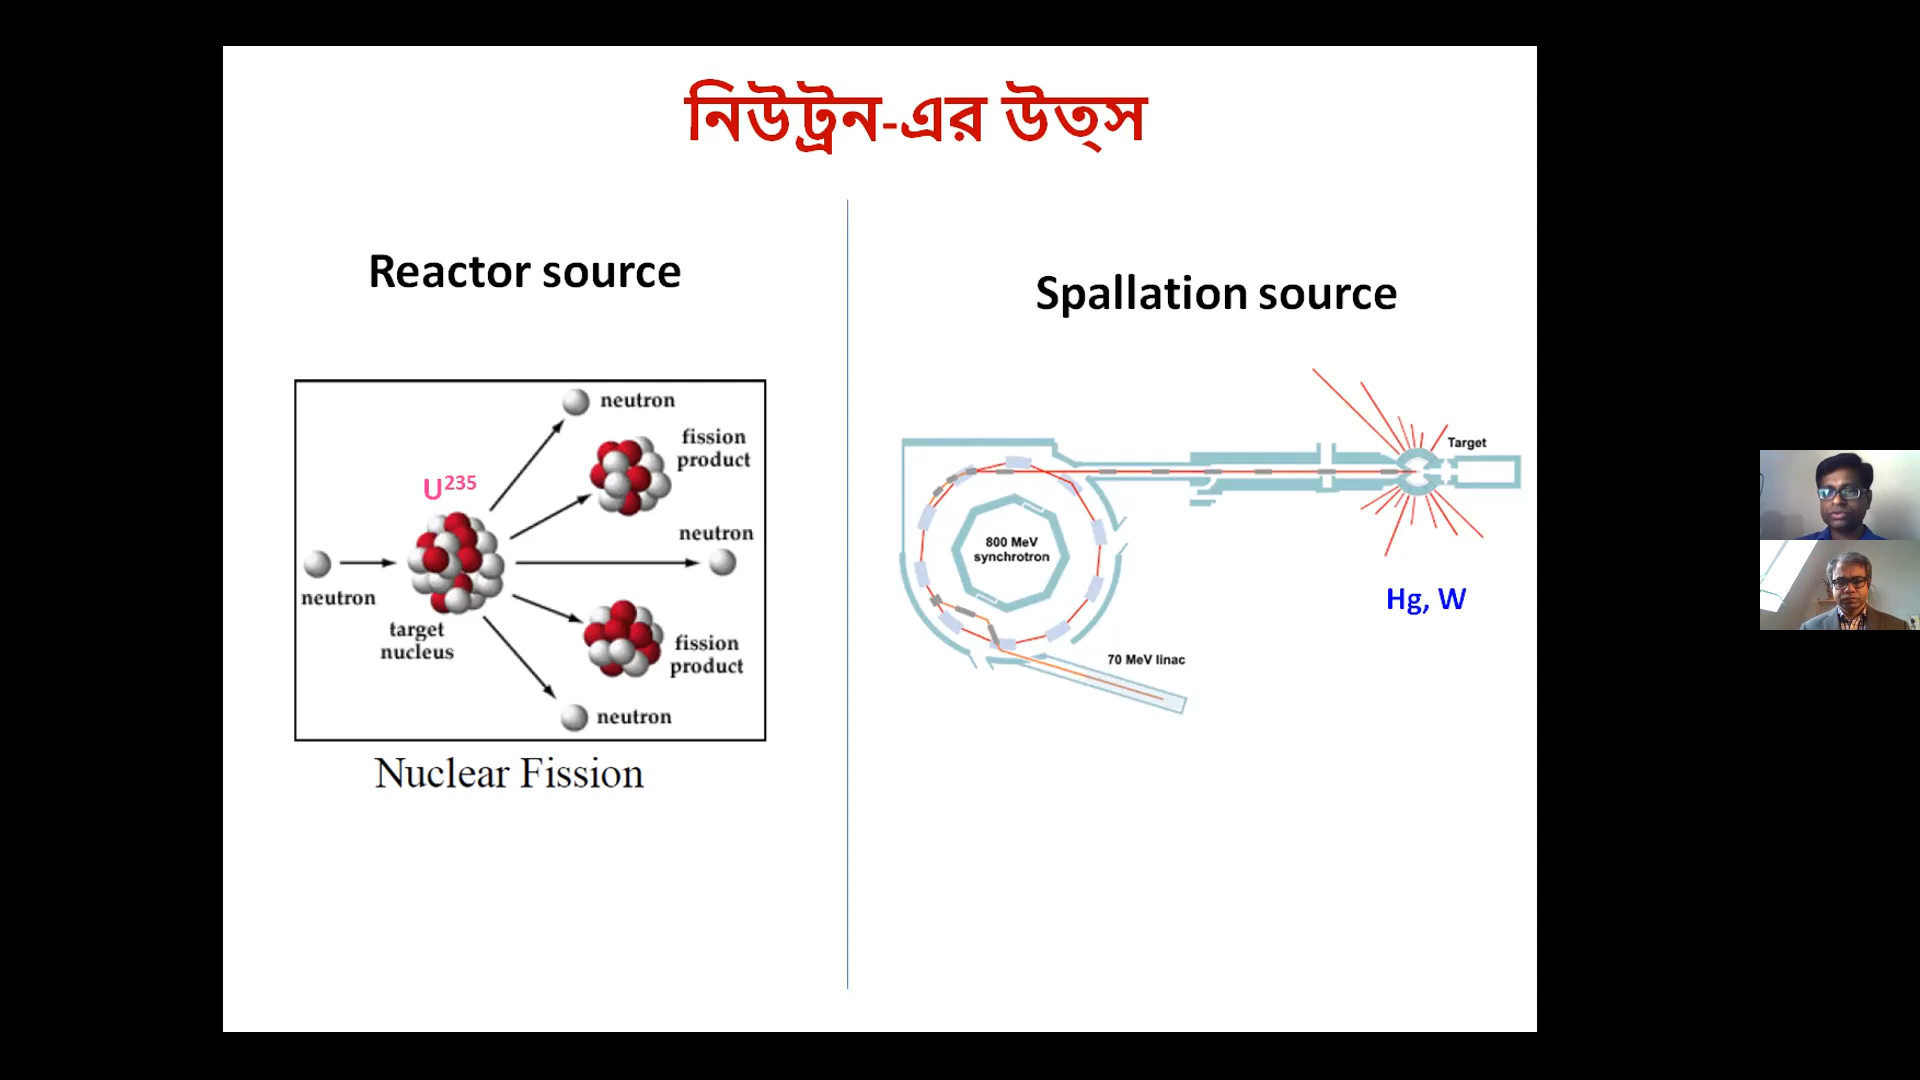 নিউট্রন-এর উত্স
Reactor source
neutron
fission
product
U²³⁵
neutron
neutron
target
nucleus
fission
product
neutron
Nuclear Fission
Spallation source
Target
800 MeV
synchrotron
Hg, W
70 MeV linac